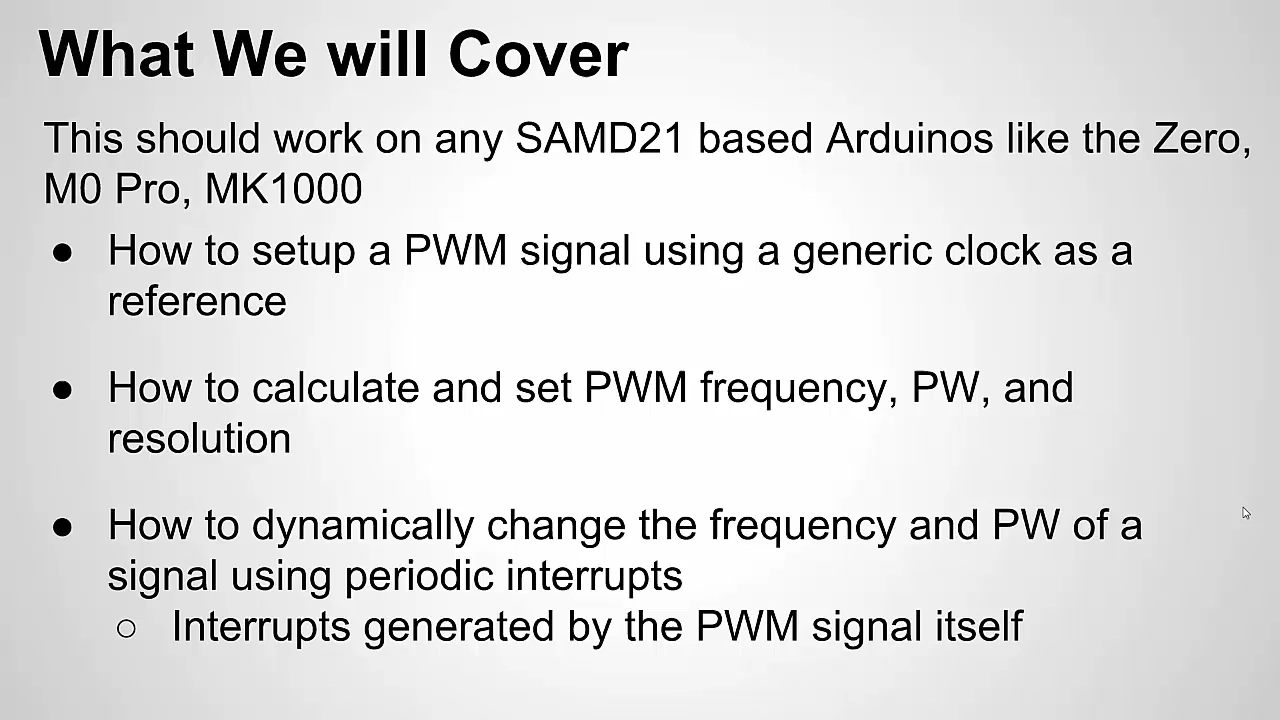 What We will Cover
This should work on any SAMD21 based Arduinos like the Zero,
M0 Pro, MK1000
● How to setup a PWM signal using a generic clock as a
reference
● How to calculate and set PWM frequency, PW, and
resolution
● How to dynamically change the frequency and PW of a
signal using periodic interrupts
○ Interrupts generated by the PWM signal itself